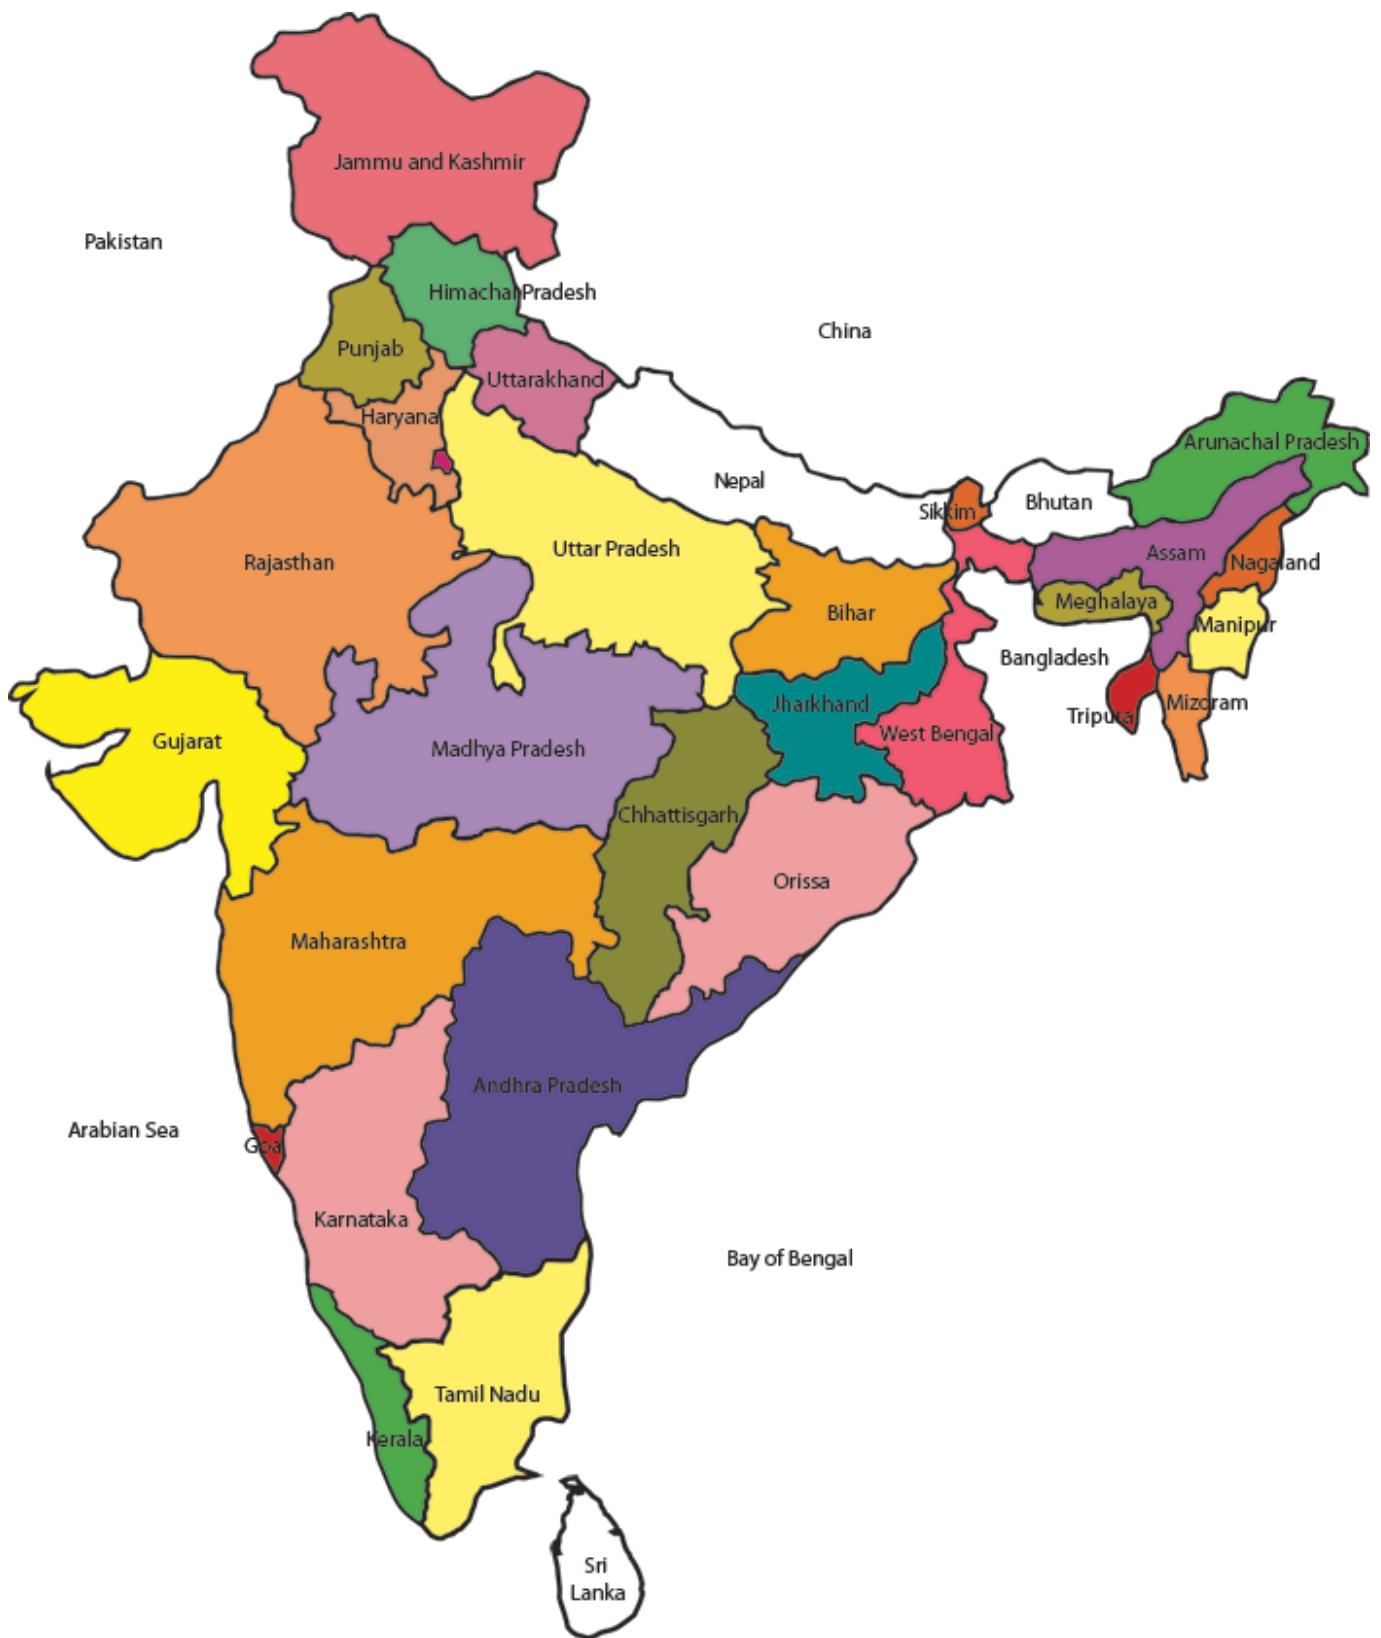 Jammu and Kashmir
Pakistan
Himachal Pradesh
China
Punjab
Uttarakhand
Haryana
Arunachal Pradesh
Nepal
Bhutan
Sikkim
Uttar Pradesh
Assam
Rajasthan
Nagaland
Meghalaya
Bihar
Manipur
Bangladesh
Jharkhand
Mizoram
Tripura
West Bengal
Gujarat
Madhya Pradesh
Chhattisgarh
Orissa
Maharashtra
Andhra Pradesh
Arabian Sea
Goa
Karnataka
Bay of Bengal
Tamil Nadu
Kerala
Sri
Lanka